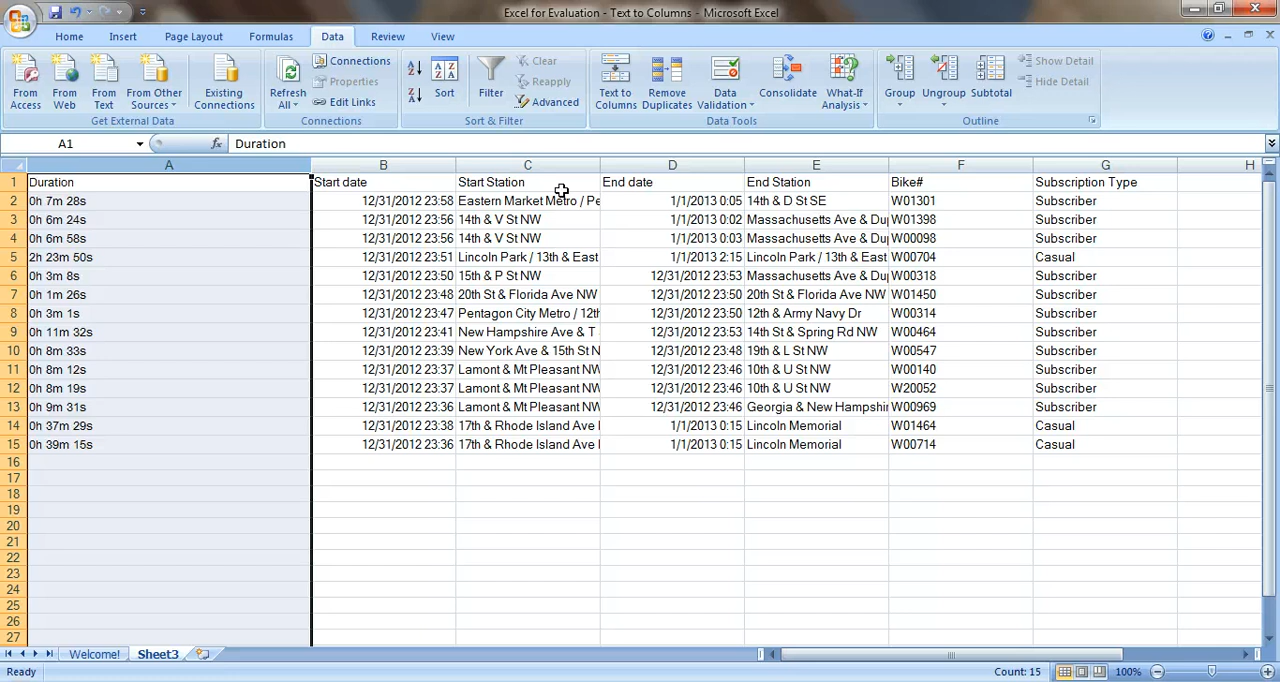 Excel for Evaluation - Text to Columns - Microsoft Excel
Home Insert Page Layout Formulas Data Review View
From Access From Web From Text From Other Sources Existing Connections Refresh All Connections Properties Edit Links Sort Filter Clear Reapply Advanced Text to Columns Remove Duplicates Data Validation Consolidate What-If Analysis Group Ungroup Subtotal Show Detail Hide Detail
Get External Data Connections Sort & Filter Data Tools Outline
A1 fx Duration
A B C D E F G H
1 Duration Start date Start Station End date End Station Bike# Subscription Type
2 0h 7m 28s 12/31/2012 23:58 Eastern Market Metro / Pe 1/1/2013 0:05 14th & D St SE W01301 Subscriber
3 0h 6m 24s 12/31/2012 23:56 14th & V St NW 1/1/2013 0:02 Massachusetts Ave & Du W01398 Subscriber
4 0h 6m 58s 12/31/2012 23:56 14th & V St NW 1/1/2013 0:03 Massachusetts Ave & Du W00098 Subscriber
5 2h 23m 50s 12/31/2012 23:51 Lincoln Park / 13th & East 1/1/2013 2:15 Lincoln Park / 13th & East W00704 Casual
6 0h 3m 8s 12/31/2012 23:50 15th & P St NW 12/31/2012 23:53 Massachusetts Ave & Du W00318 Subscriber
7 0h 1m 26s 12/31/2012 23:48 20th St & Florida Ave NW 12/31/2012 23:50 20th St & Florida Ave NW W01450 Subscriber
8 0h 3m 1s 12/31/2012 23:47 Pentagon City Metro / 12th 12/31/2012 23:50 12th & Army Navy Dr W00314 Subscriber
9 0h 11m 32s 12/31/2012 23:41 New Hampshire Ave & T 12/31/2012 23:53 14th St & Spring Rd NW W00464 Subscriber
10 0h 8m 33s 12/31/2012 23:39 New York Ave & 15th St N 12/31/2012 23:48 19th & L St NW W00547 Subscriber
11 0h 8m 12s 12/31/2012 23:37 Lamont & Mt Pleasant NW 12/31/2012 23:46 10th & U St NW W00140 Subscriber
12 0h 8m 19s 12/31/2012 23:37 Lamont & Mt Pleasant NW 12/31/2012 23:46 10th & U St NW W20052 Subscriber
13 0h 9m 31s 12/31/2012 23:36 Lamont & Mt Pleasant NW 12/31/2012 23:46 Georgia & New Hampshir W00969 Subscriber
14 0h 37m 29s 12/31/2012 23:38 17th & Rhode Island Ave 1/1/2013 0:15 Lincoln Memorial W01464 Casual
15 0h 39m 15s 12/31/2012 23:36 17th & Rhode Island Ave 1/1/2013 0:15 Lincoln Memorial W00714 Casual
16
17
18
19
20
21
22
23
24
25
26
27
Welcome! Sheet3
Ready Count: 15 100%